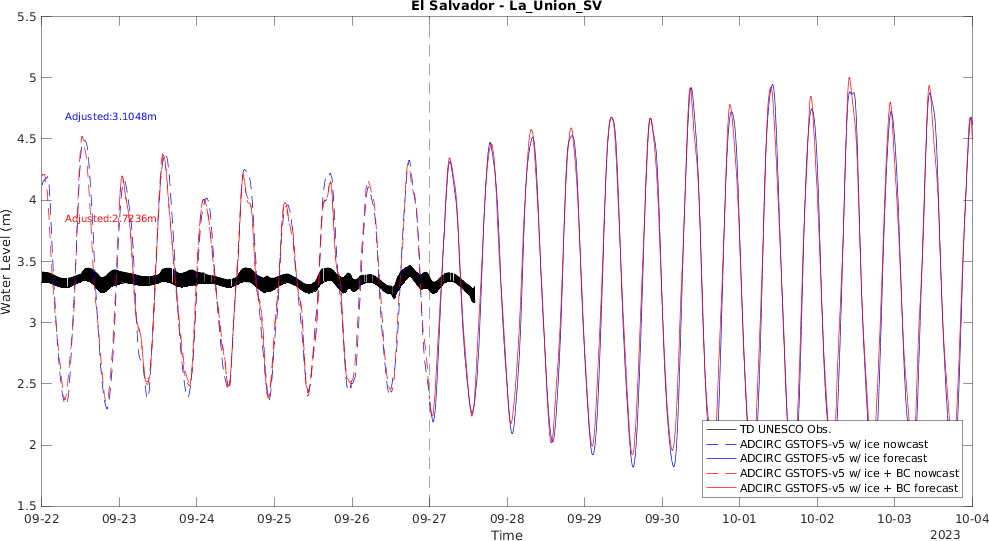 El Salvador - La_Union_SV
5.5
5
4.5
4
3.5
3
2.5
2
1.5
Water Level (m)
Adjusted:3.1048m
Adjusted:2.7236m
TD UNESCO Obs.
ADCIRC GSTOFS-v5 w/ ice nowcast
ADCIRC GSTOFS-v5 w/ ice forecast
ADCIRC GSTOFS-v5 w/ ice + BC nowcast
ADCIRC GSTOFS-v5 w/ ice + BC forecast
09-22 09-23 09-24 09-25 09-26 09-27 09-28 09-29 09-30 10-01 10-02 10-03 10-04
Time
2023